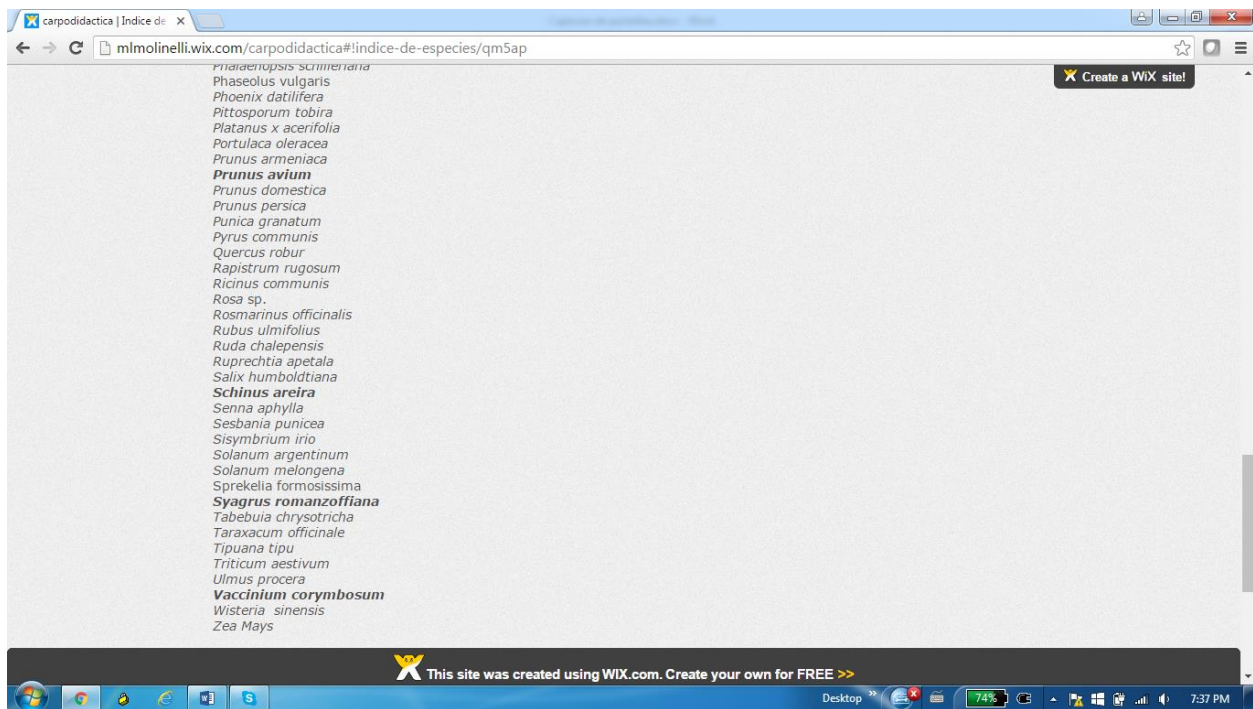 carpodidactica | Indice de
mlmolinelli.wix.com/carpodidactica#!indice-de-especies/qm5ap
Create a WiX site!
Phalaenopsis schilleriana
Phaseolus vulgaris
Phoenix datilifera
Pittosporum tobira
Platanus x acerifolia
Portulaca oleracea
Prunus armeniaca
Prunus avium
Prunus domestica
Prunus persica
Punica granatum
Pyrus communis
Quercus robur
Rapistrum rugosum
Ricinus communis
Rosa sp.
Rosmarinus officinalis
Rubus ulmifolius
Ruda chalepensis
Ruprechtia apetala
Salix humboldtiana
Schinus areira
Senna aphylla
Sesbania punicea
Sisymbrium irio
Solanum argentinum
Solanum melongena
Sprekelia formosissima
Syagrus romanzoffiana
Tabebuia chrysotricha
Taraxacum officinale
Tipuana tipu
Triticum aestivum
Ulmus procera
Vaccinium corymbosum
Wisteria sinensis
Zea Mays
This site was created using WIX.com. Create your own for FREE >>
Desktop » 74% 7:37 PM